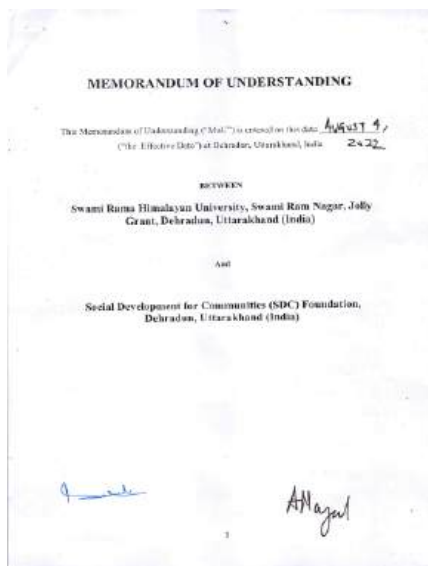 MEMORANDUM OF UNDERSTANDING
This Memorandum of Understanding ("MoU") is entered on this date AUGUST 4,
("the Effective Date") at Dehradun, Uttarakhand, India 2022
BETWEEN
Swami Rama Himalayan University, Swami Ram Nagar, Jolly
Grant, Dehradun, Uttarakhand (India)
And
Social Development for Communities (SDC) Foundation,
Dehradun, Uttarakhand (India)
1